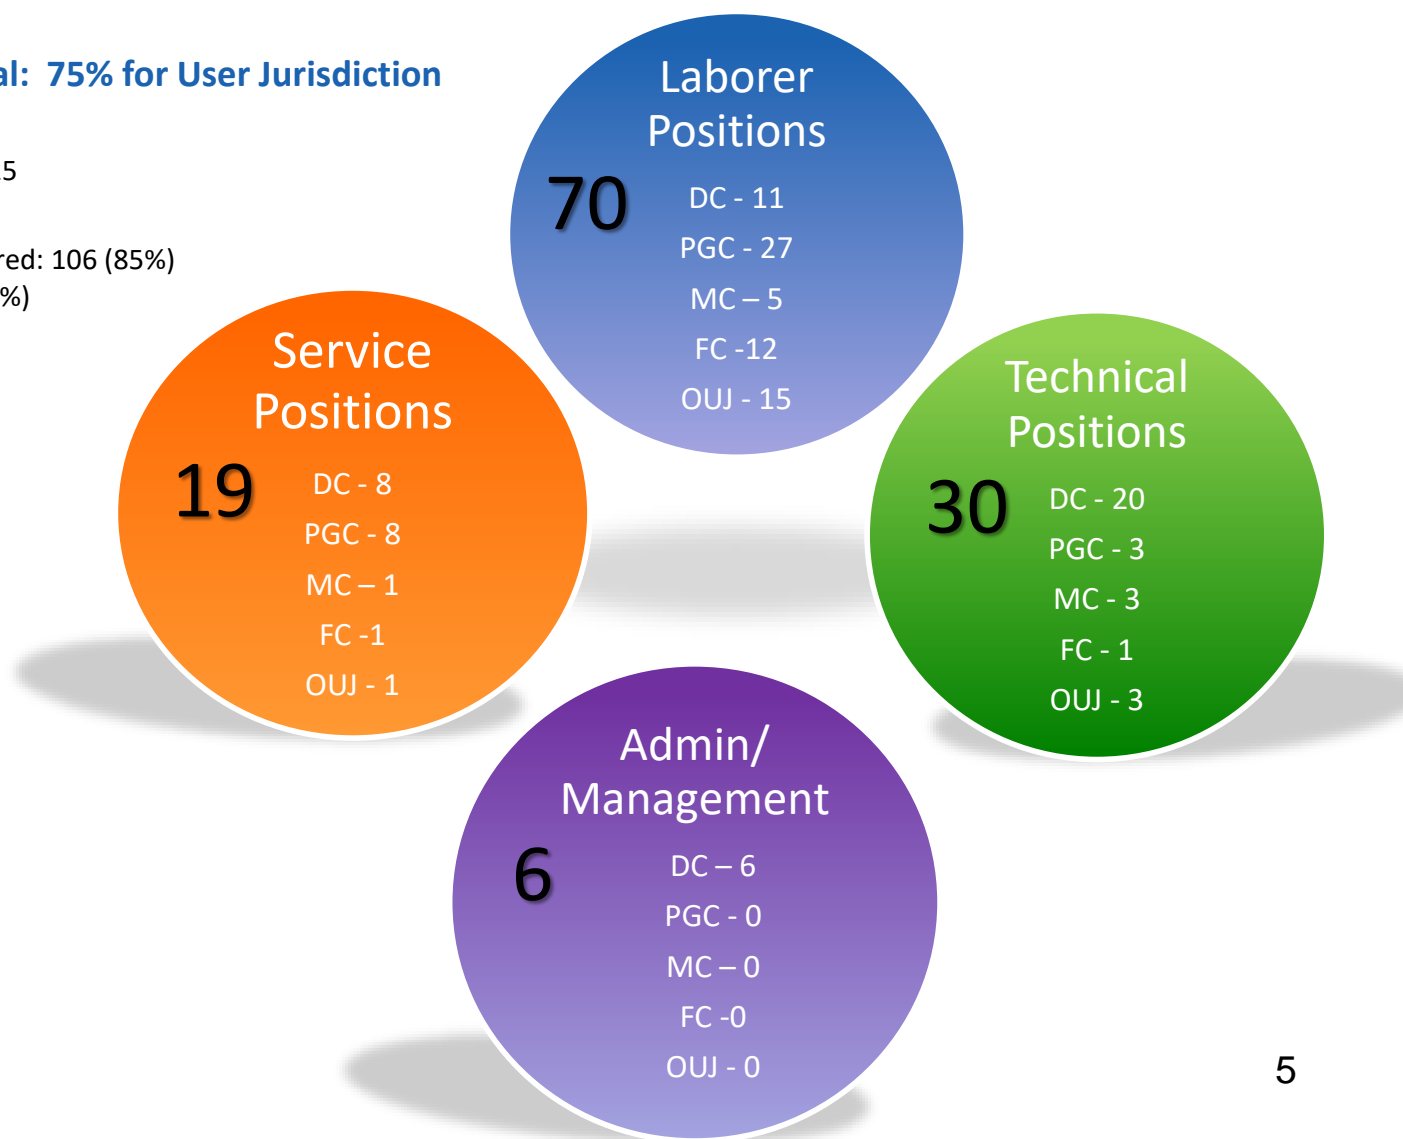 al: 75% for User Jurisdiction
5
red: 106 (85%)
%)
Laborer
Positions
70
DC - 11
PGC - 27
MC – 5
FC -12
OUJ - 15
Service
Positions
19
DC - 8
PGC - 8
MC – 1
FC -1
OUJ - 1
Technical
Positions
30
DC - 20
PGC - 3
MC - 3
FC - 1
OUJ - 3
Admin/
Management
6
DC – 6
PGC - 0
MC – 0
FC -0
OUJ - 0
5